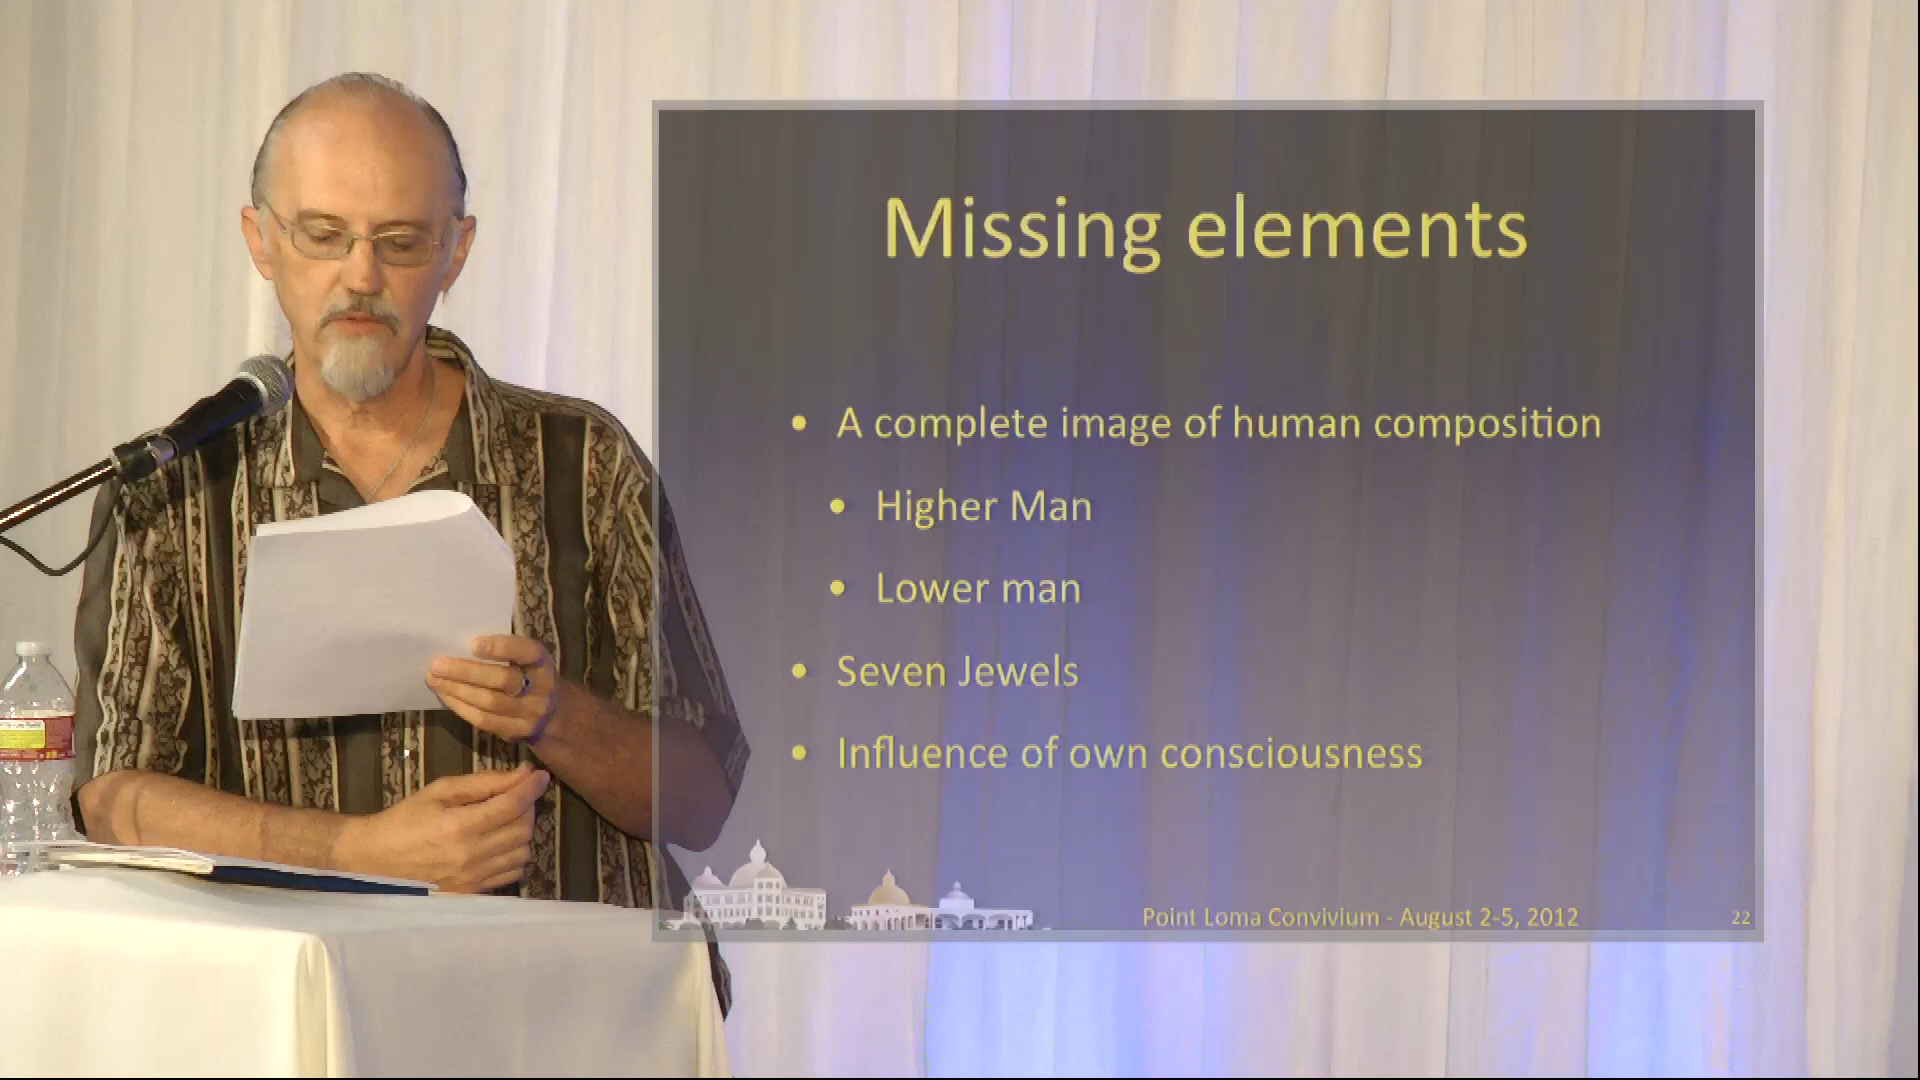 Missing elements
• A complete image of human composition
• Higher Man
• Lower man
• Seven Jewels
• Influence of own consciousness
Point Loma Convivium - August 2-5, 2012
22